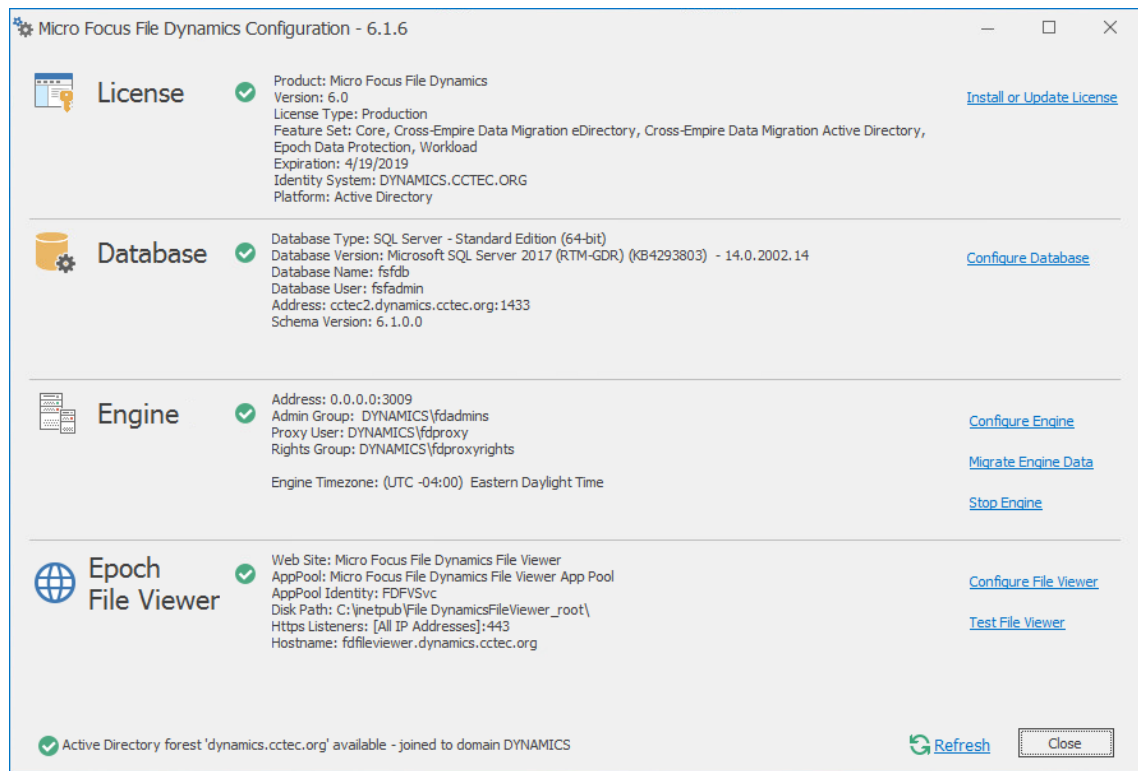 Micro Focus File Dynamics Configuration - 6.1.6
License
Product: Micro Focus File Dynamics
Version: 6.0
License Type: Production
Feature Set: Core, Cross-Empire Data Migration eDirectory, Cross-Empire Data Migration Active Directory,
Epoch Data Protection, Workload
Expiration: 4/19/2019
Identity System: DYNAMICS.CCTEC.ORG
Platform: Active Directory
Install or Update License
Database
Database Type: SQL Server - Standard Edition (64-bit)
Database Version: Microsoft SQL Server 2017 (RTM-GDR) (KB4293803)  - 14.0.2002.14
Database Name: fsfdb
Database User: fsfadmin
Address: cctec2.dynamics.cctec.org:1433
Schema Version: 6.1.0.0
Configure Database
Engine
Address: 0.0.0.0:3009
Admin Group:  DYNAMICS\fdadmins
Proxy User: DYNAMICS\fdproxy
Rights Group: DYNAMICS\fdproxyrights
Engine Timezone: (UTC -04:00)  Eastern Daylight Time
Configure Engine
Migrate Engine Data
Stop Engine
Epoch
File Viewer
Web Site: Micro Focus File Dynamics File Viewer
AppPool: Micro Focus File Dynamics File Viewer App Pool
AppPool Identity: FDFVSvc
Disk Path: C:\inetpub\File DynamicsFileViewer_root\
Https Listeners: [All IP Addresses]:443
Hostname: fdfileviewer.dynamics.cctec.org
Configure File Viewer
Test File Viewer
Active Directory forest 'dynamics.cctec.org' available - joined to domain DYNAMICS
Refresh
Close